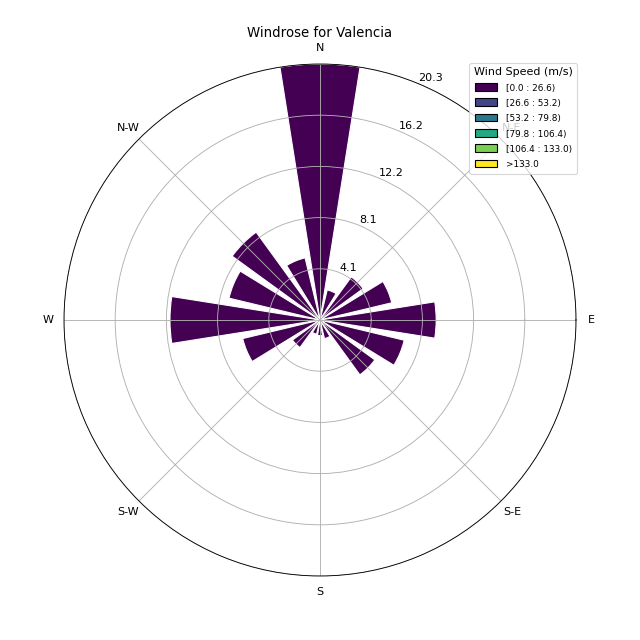 Windrose for Valencia
N
20.3
Wind Speed (m/s)
[0.0 : 26.6)
[26.6 : 53.2)
[53.2 : 79.8)
[79.8 : 106.4)
[106.4 : 133.0)
>133.0
N-W
N-E
16.2
12.2
8.1
4.1
W
E
S-W
S-E
S